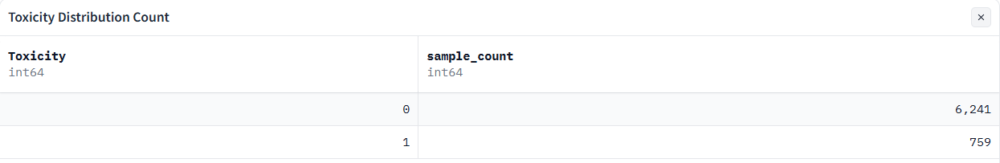 Toxicity Distribution Count
×
Toxicity sample_count
int64 int64
0 6,241
1 759